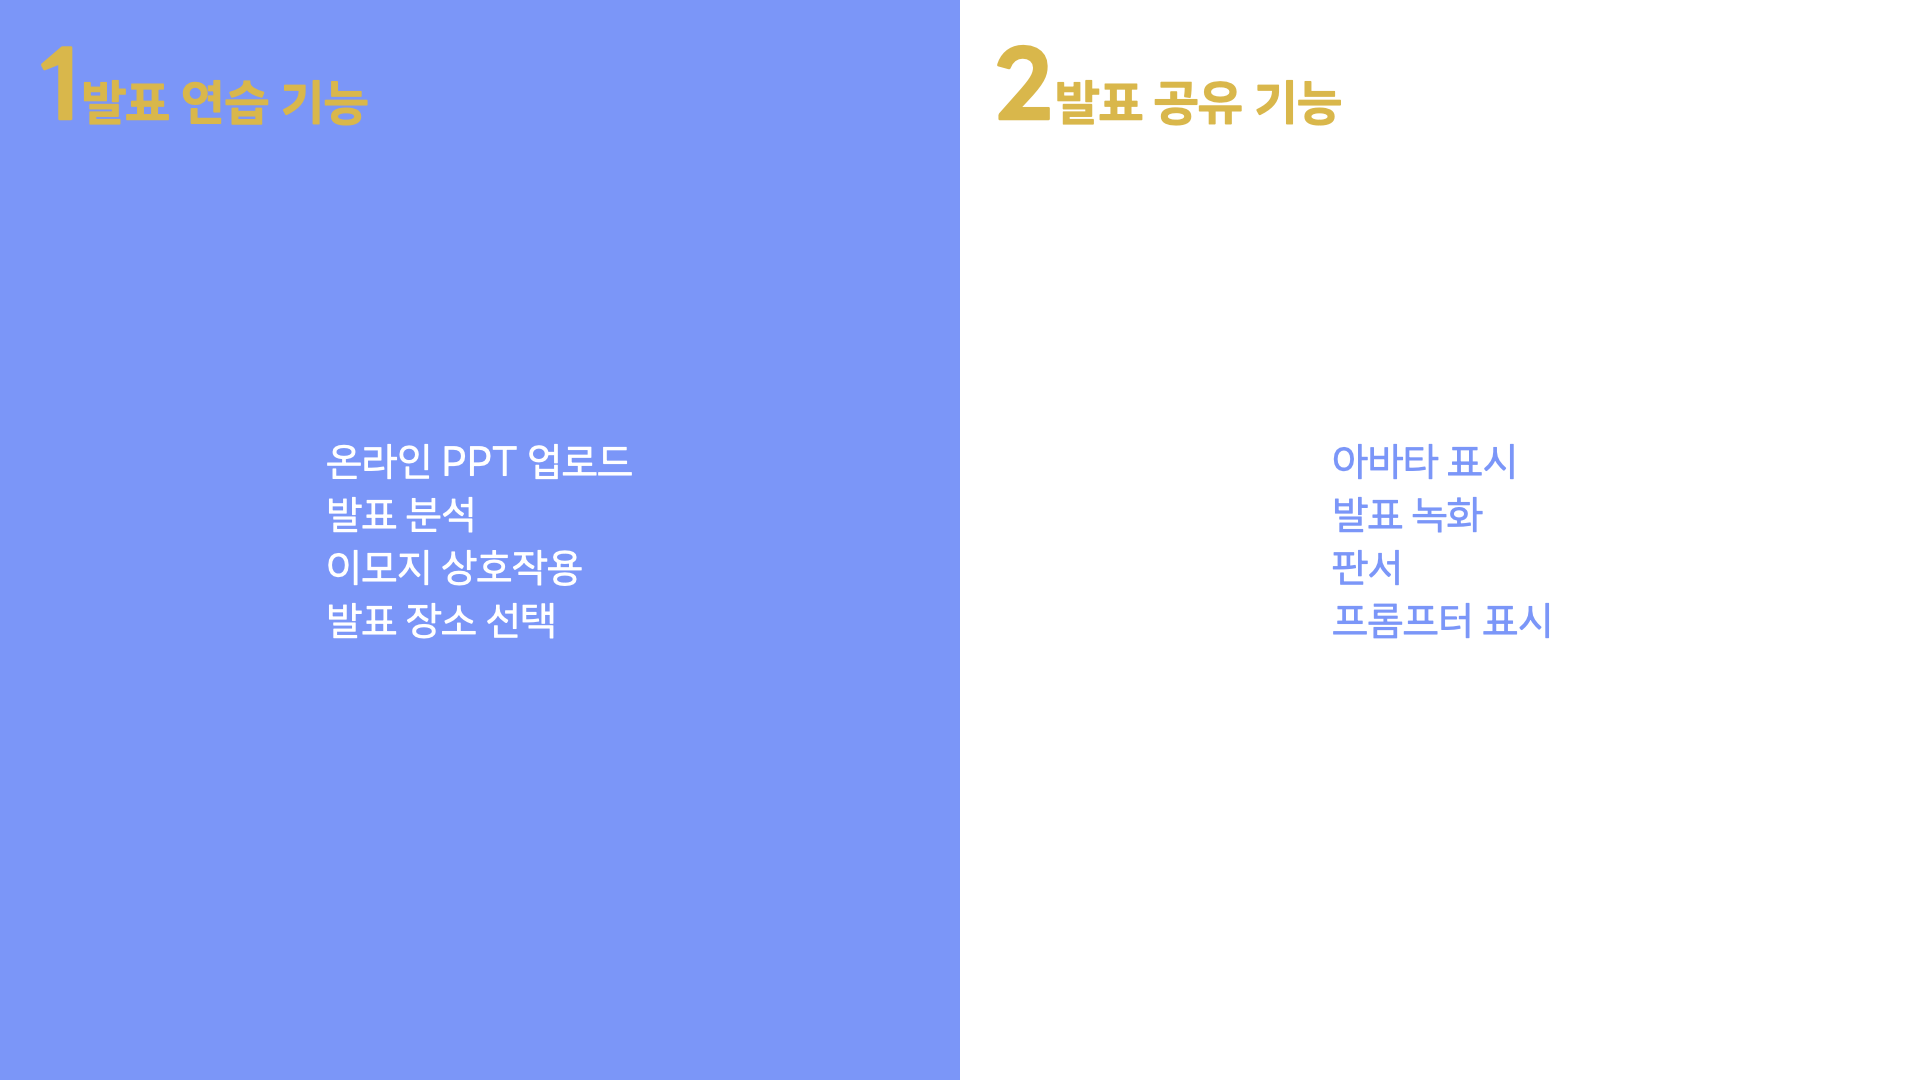 1발표 연습 기능
온라인 PPT 업로드
발표 분석
이모지 상호작용
발표 장소 선택
2발표 공유 기능
아바타 표시
발표 녹화
판서
프롬프터 표시